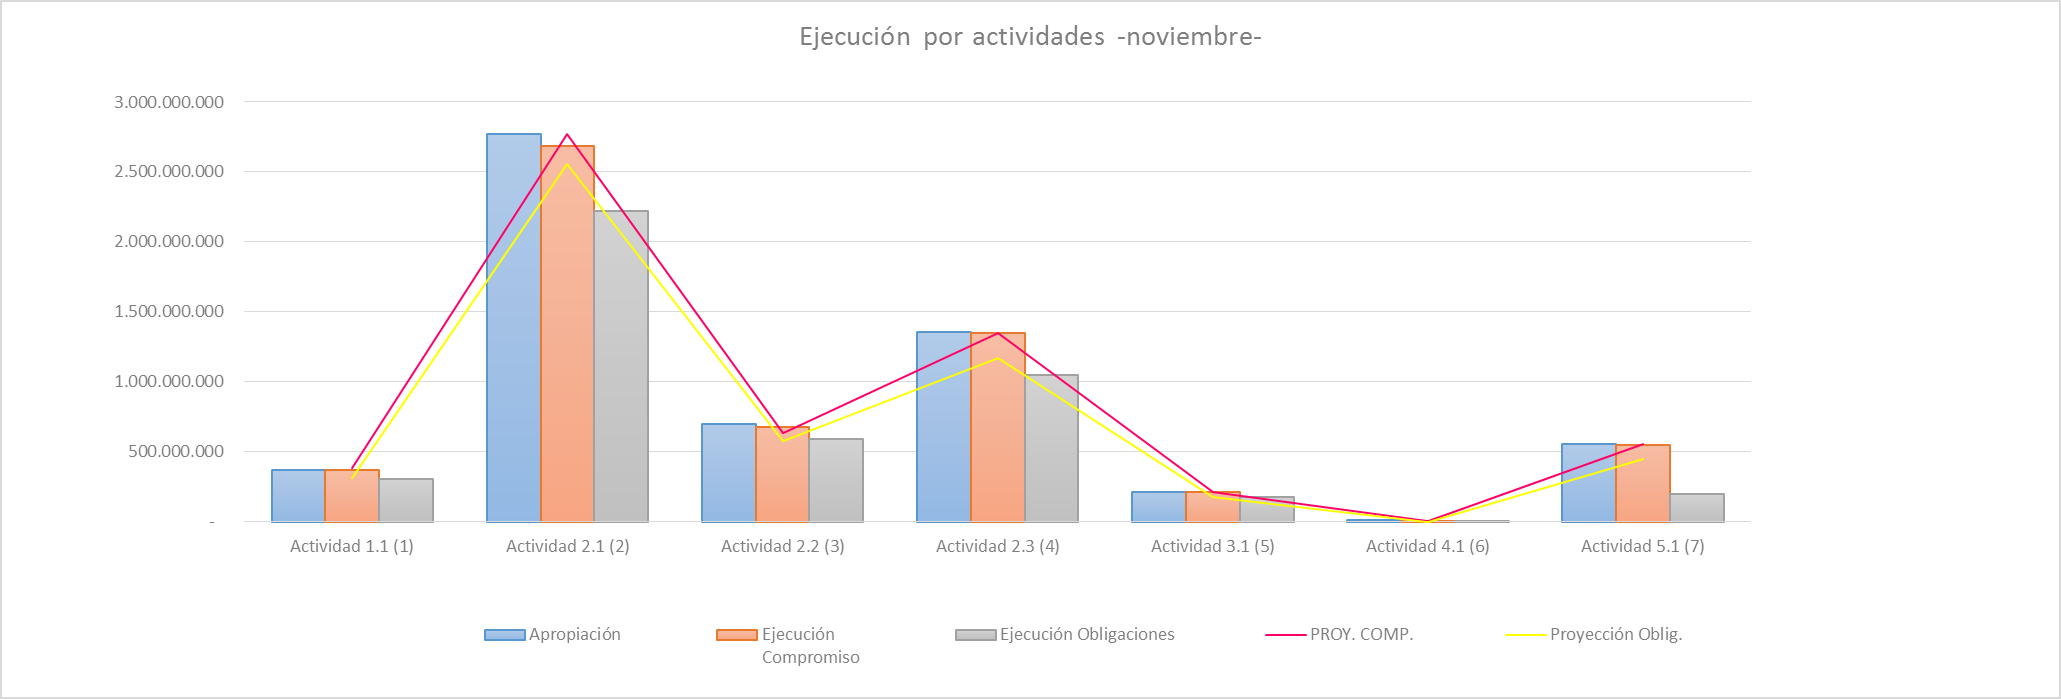 Ejecución por actividades -noviembre-
3.000.000.000
2.500.000.000
2.000.000.000
1.500.000.000
1.000.000.000
500.000.000
-
Actividad 1.1 (1) Actividad 2.1 (2) Actividad 2.2 (3) Actividad 2.3 (4) Actividad 3.1 (5) Actividad 4.1 (6) Actividad 5.1 (7)
Apropiación Ejecución Ejecución Obligaciones PROY. COMP. Proyección Oblig.
Compromiso